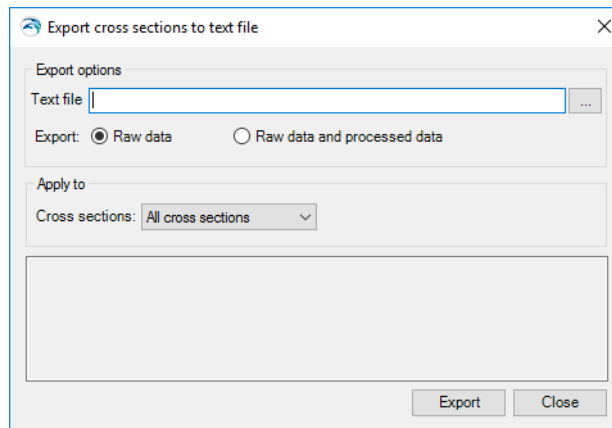 Export cross sections to text file
Export options
Text file
...
Export: Raw data Raw data and processed data
Apply to
Cross sections: All cross sections
Export Close